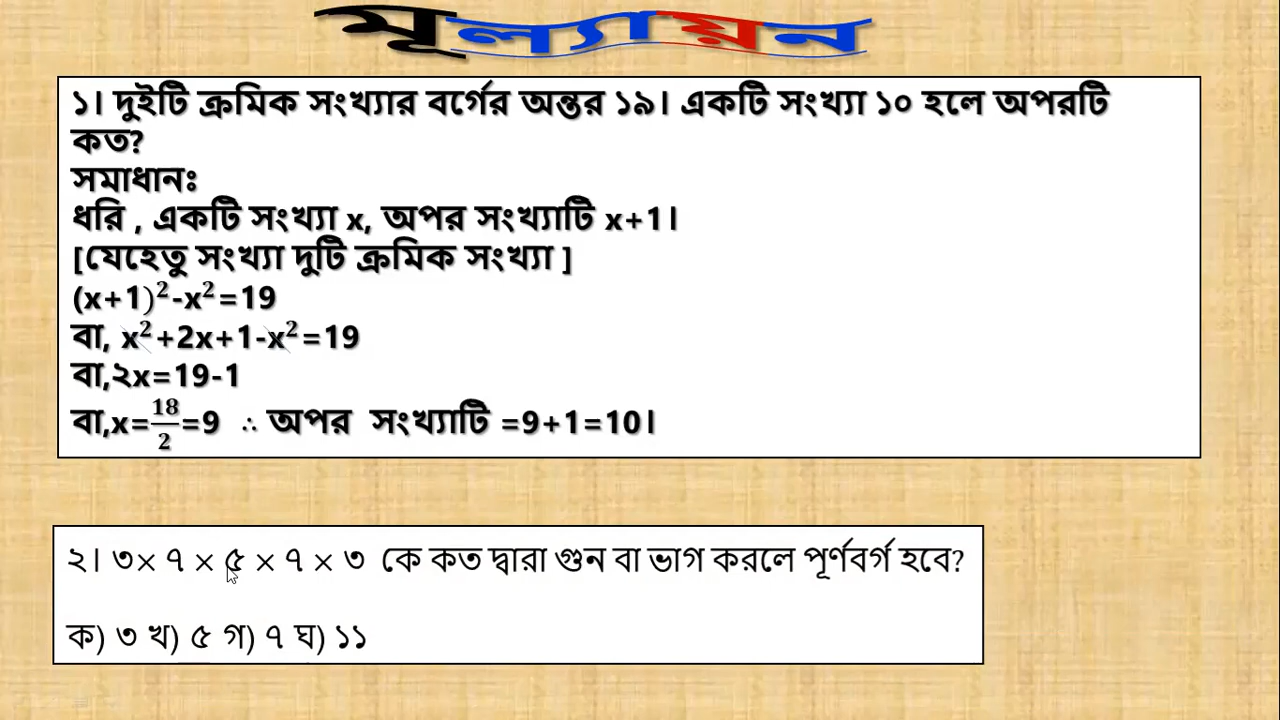 মূল্যায়ন
১। দুইটি ক্রমিক সংখ্যার বর্গের অন্তর ১৯। একটি সংখ্যা ১০ হলে অপরটি
কত?
সমাধানঃ
ধরি , একটি সংখ্যা x, অপর সংখ্যাটি x+1।
[যেহেতু সংখ্যা দুটি ক্রমিক সংখ্যা ]
(x+1)²-x²=19
বা, x²+2x+1-x²=19
বা,২x=19-1
বা,x=18/2=9 ∴ অপর সংখ্যাটি =9+1=10।
২। ৩× ৭ × ৫ × ৭ × ৩ কে কত দ্বারা গুন বা ভাগ করলে পূর্ণবর্গ হবে?
ক) ৩ খ) ৫ গ) ৭ ঘ) ১১